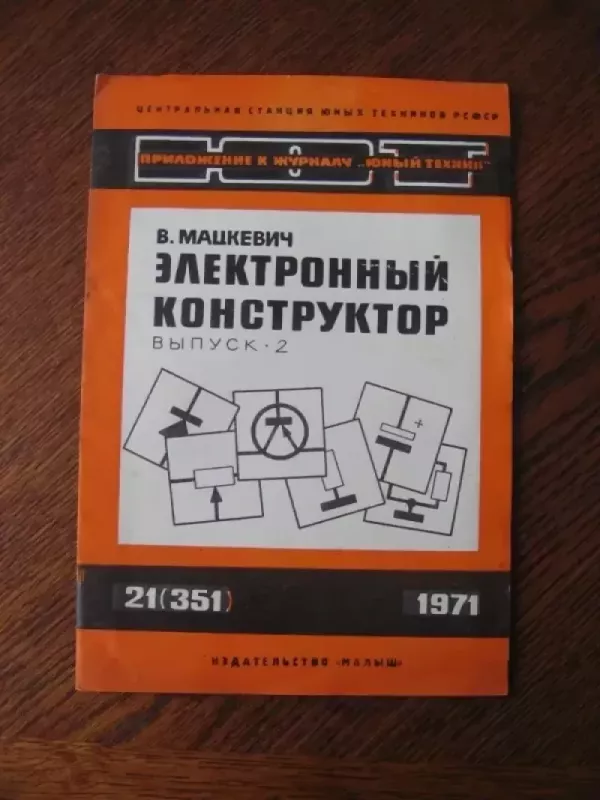 ЦЕНТРАЛЬНАЯ СТАНЦИЯ ЮНЫХ ТЕХНИКОВ РСФСР
ПРИЛОЖЕНИЕ К ЖУРНАЛУ „ЮНЫЙ ТЕХНИК"
ЮТ
В. МАЦКЕВИЧ
ЭЛЕКТРОННЫЙ
КОНСТРУКТОР
ВЫПУСК · 2
+
21(351) 1971
ИЗДАТЕЛЬСТВО «МАЛЫШ»